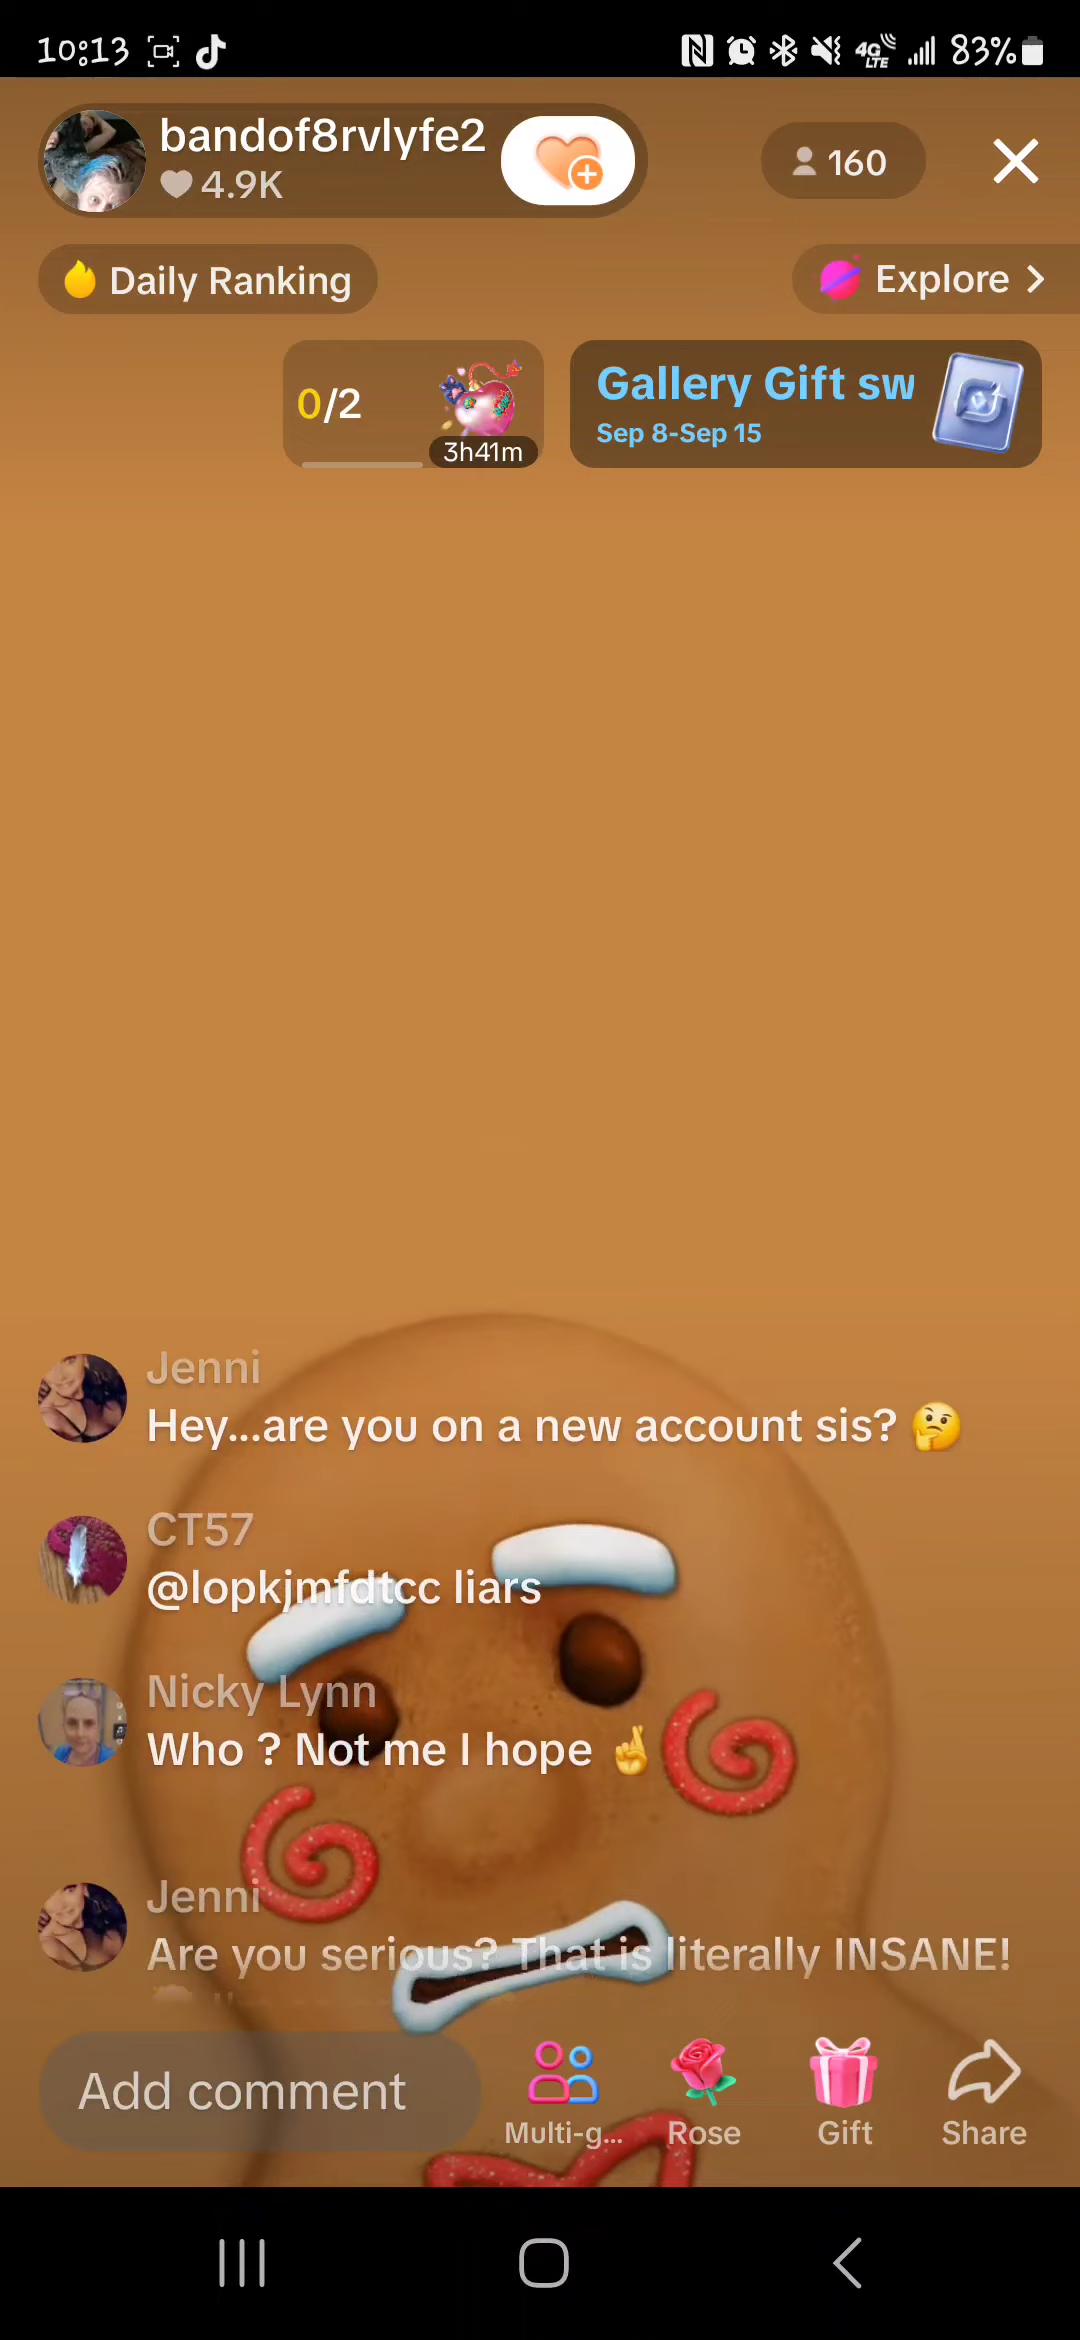 10:13
4G LTE 83%
bandof8rvlyfe2
4.9K
160
Daily Ranking
Explore
0/2
3h41m
Gallery Gift sw
Sep 8-Sep 15
Jenni
Hey...are you on a new account sis? 🤔
CT57
@lopkjmfdtcc liars
Nicky Lynn
Who ? Not me I hope 🤞
Jenni
Are you serious? That is literally INSANE!
Add comment
Multi-g...
Rose
Gift
Share